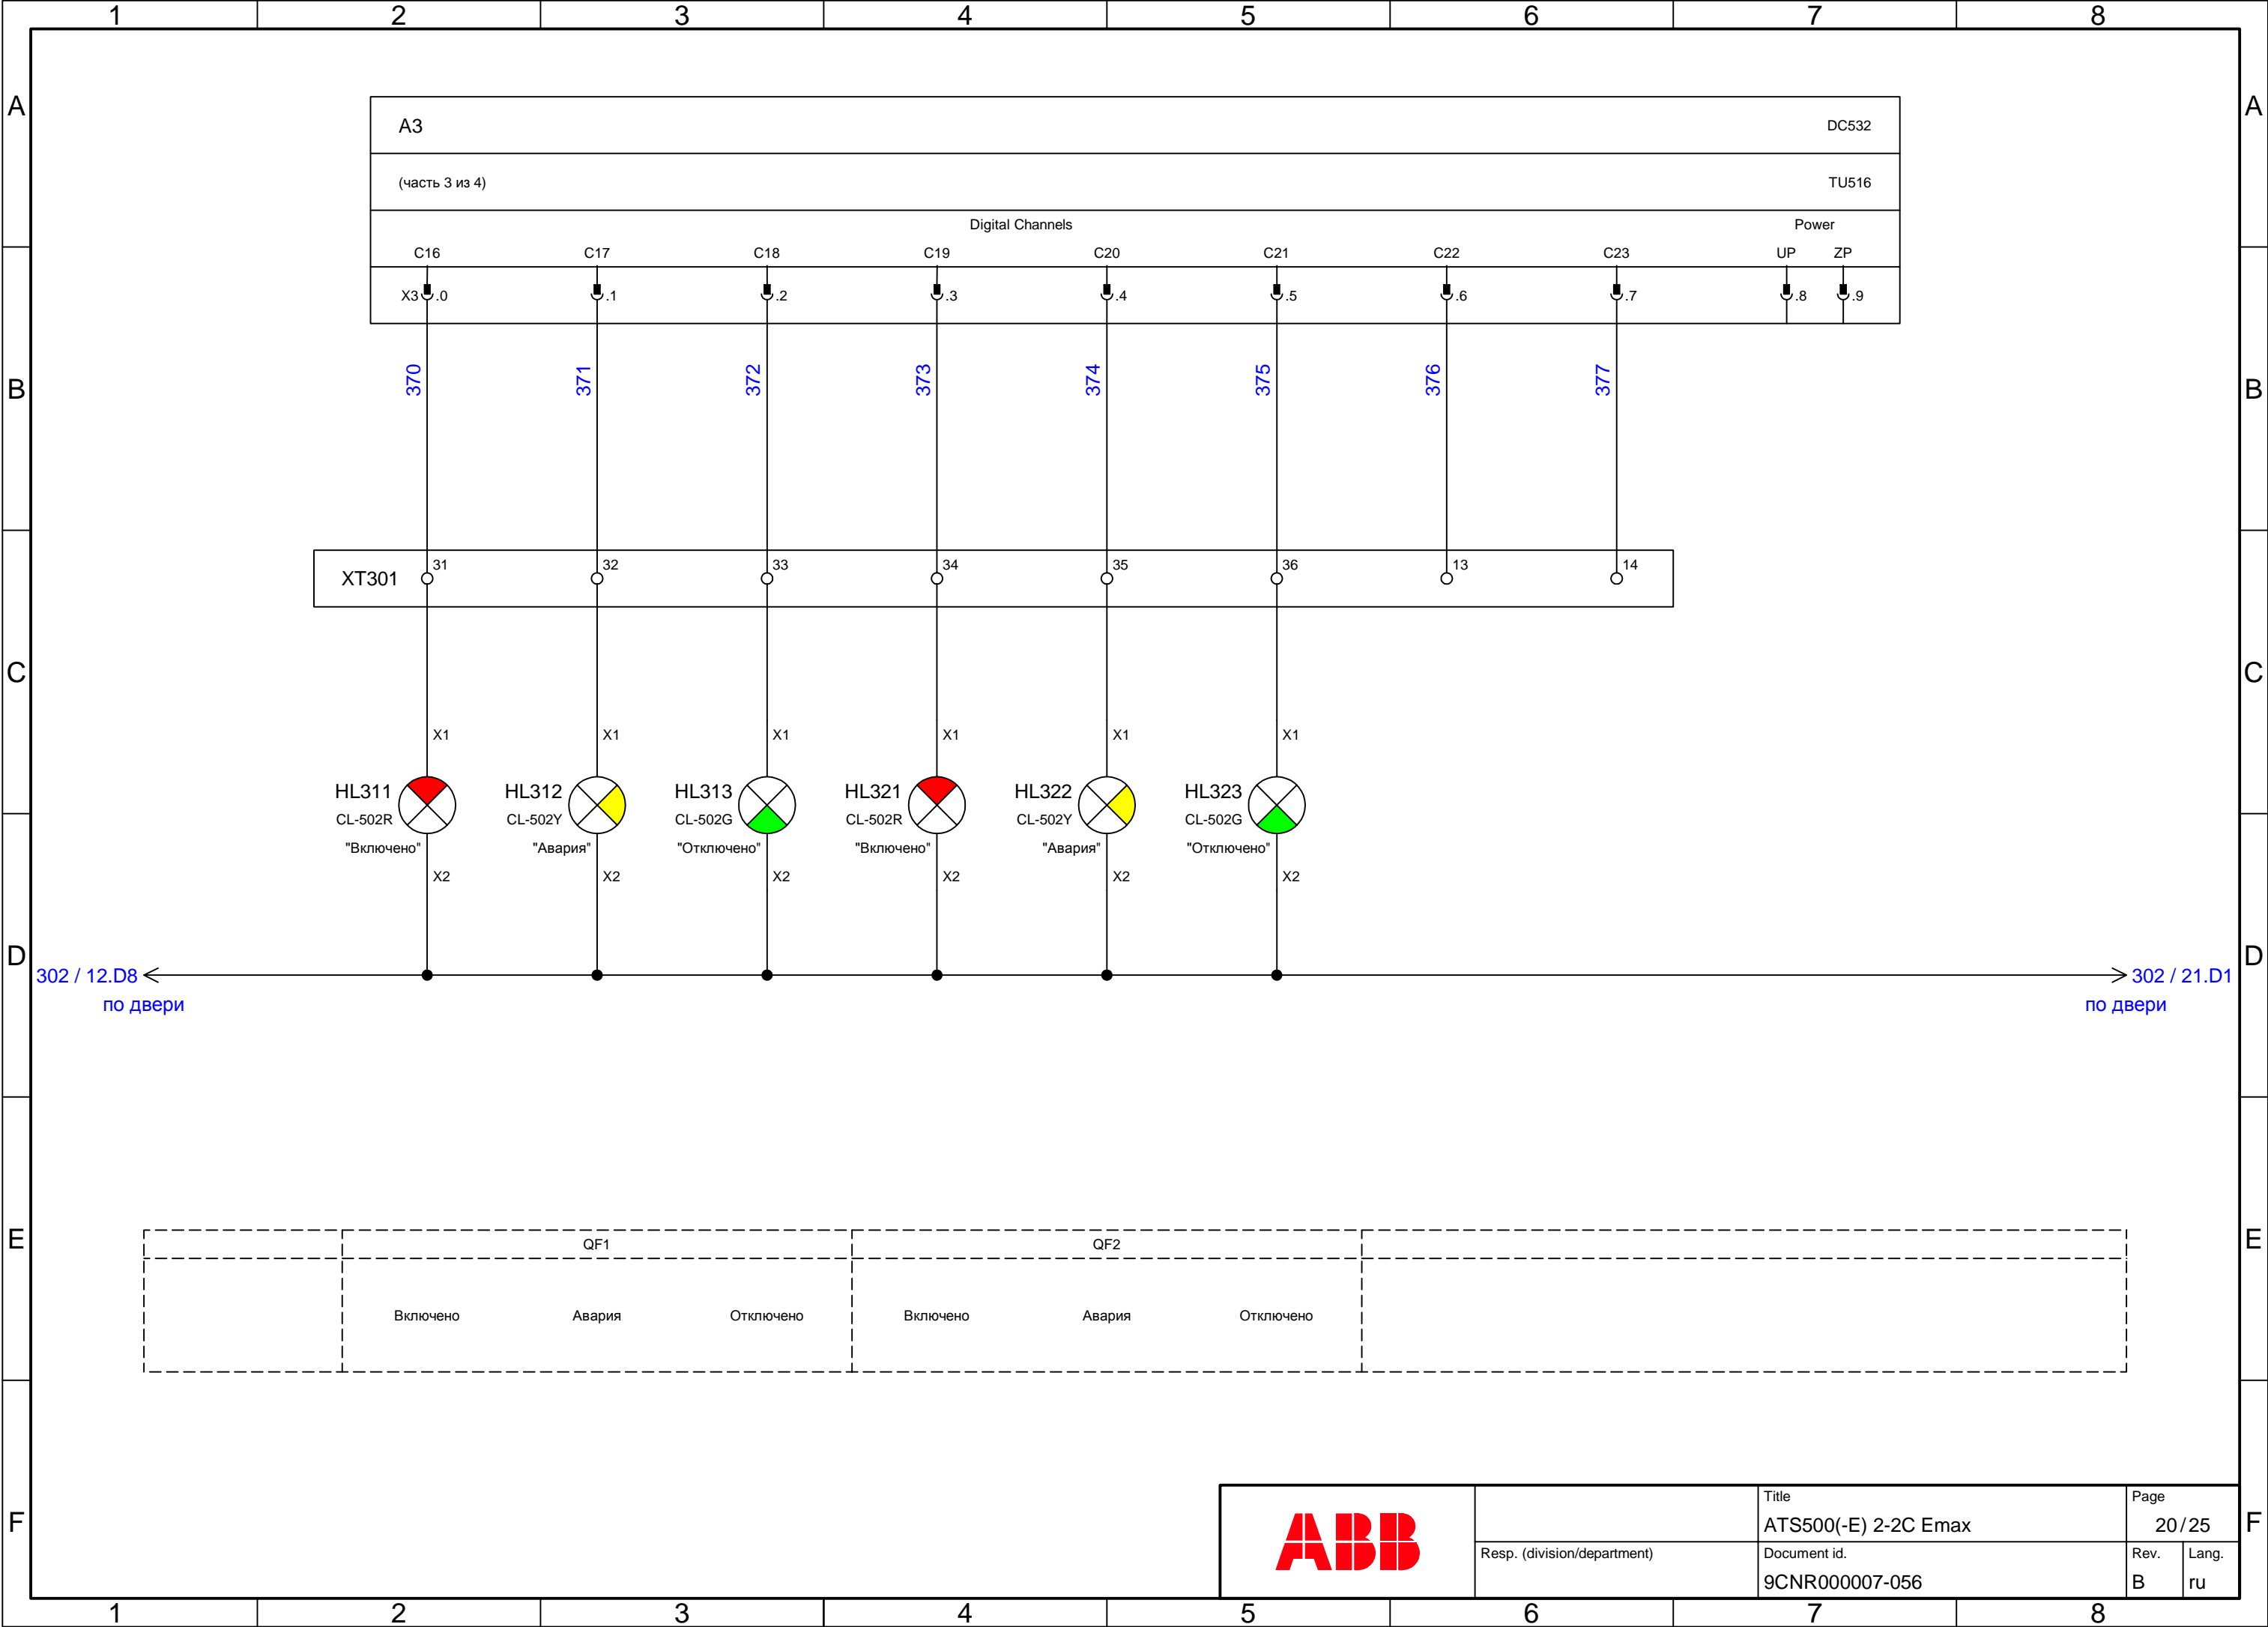 1 2 3 4 5 6 7 8
A A
A3 DC532
(часть 3 из 4) TU516
Digital Channels Power
C16 C17 C18 C19 C20 C21 C22 C23 UP ZP
X3 .0 .1 .2 .3 .4 .5 .6 .7 .8 .9
B B
370 371 372 373 374 375 376 377
XT301 31 32 33 34 35 36 13 14
C C
X1 X1 X1 X1 X1 X1
HL311 HL312 HL313 HL321 HL322 HL323
CL-502R CL-502Y CL-502G CL-502R CL-502Y CL-502G
"Включено" "Авария" "Отключено" "Включено" "Авария" "Отключено"
X2 X2 X2 X2 X2 X2
D D
302 / 12.D8 302 / 21.D1
по двери по двери
E E
QF1 QF2
Включено Авария Отключено Включено Авария Отключено
F F
ABB
Title Page
ATS500(-E) 2-2C Emax 20/25
Resp. (division/department) Document id. Rev. Lang.
9CNR000007-056 B ru
1 2 3 4 5 6 7 8